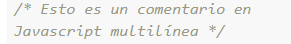 /* Esto es un comentario en
Javascript multilínea */